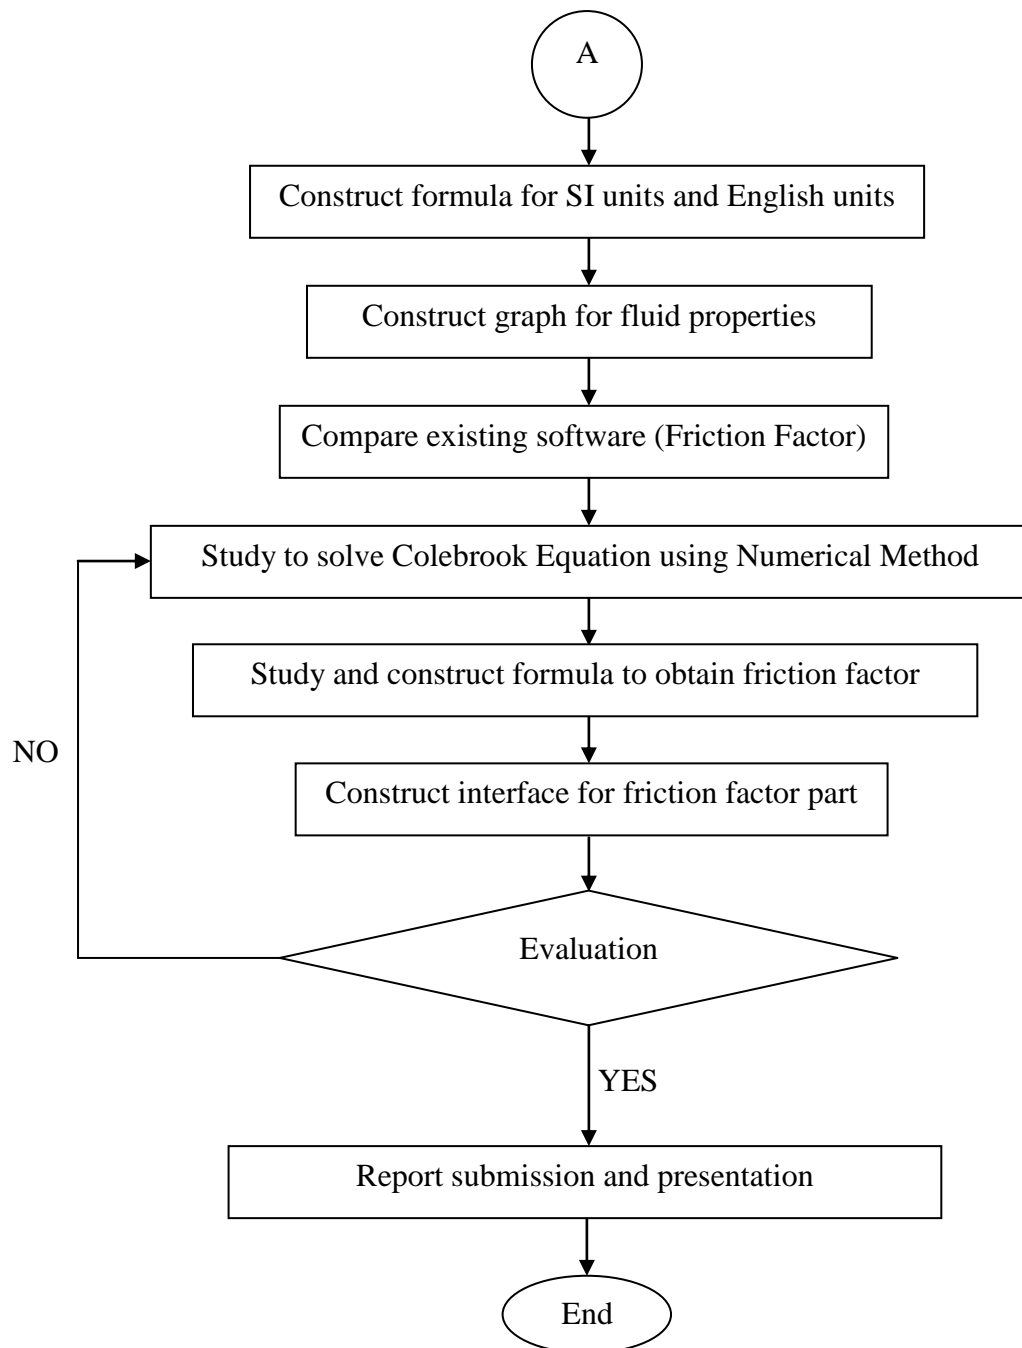 A
Construct formula for SI units and English units
Construct graph for fluid properties
Compare existing software (Friction Factor)
Study to solve Colebrook Equation using Numerical Method
Study and construct formula to obtain friction factor
NO
Construct interface for friction factor part
Evaluation
YES
Report submission and presentation
End